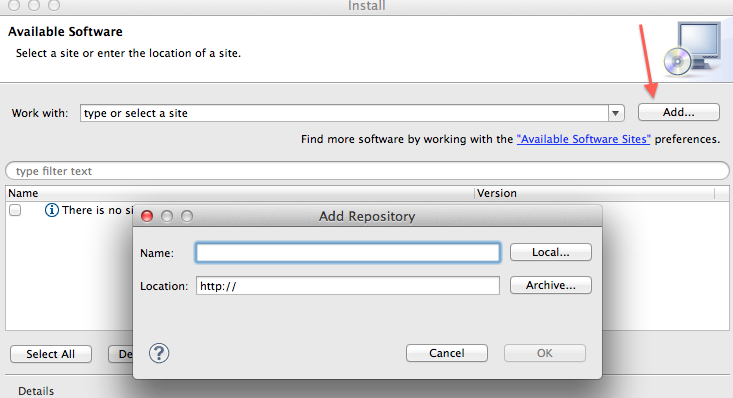 Install
Available Software
Select a site or enter the location of a site.
Work with: type or select a site Add...
Find more software by working with the "Available Software Sites" preferences.
type filter text
Name Version
There is no si
Add Repository
Name: Local...
Location: http:// Archive...
Select All De
? Cancel OK
Details